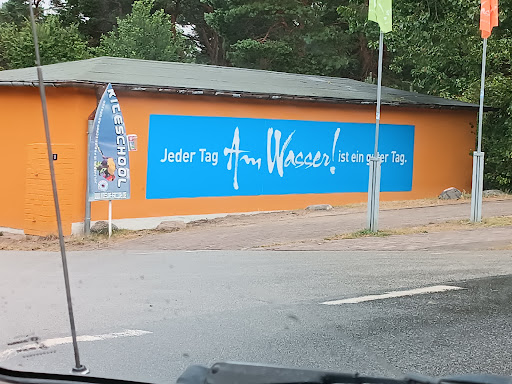 Jeder Tag Am Wasser! ist ein guter Tag.
KITESCHOOL